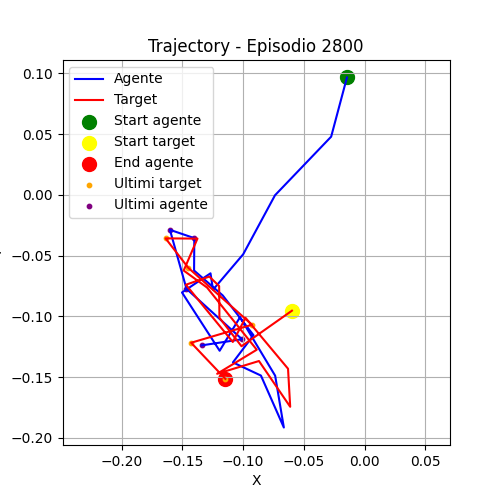 Trajectory - Episodio 2800
0.10
0.05
0.00
−0.05
−0.10
−0.15
−0.20
Agente
Target
Start agente
Start target
End agente
Ultimi target
Ultimi agente
−0.20
−0.15
−0.10
−0.05
0.00
0.05
X